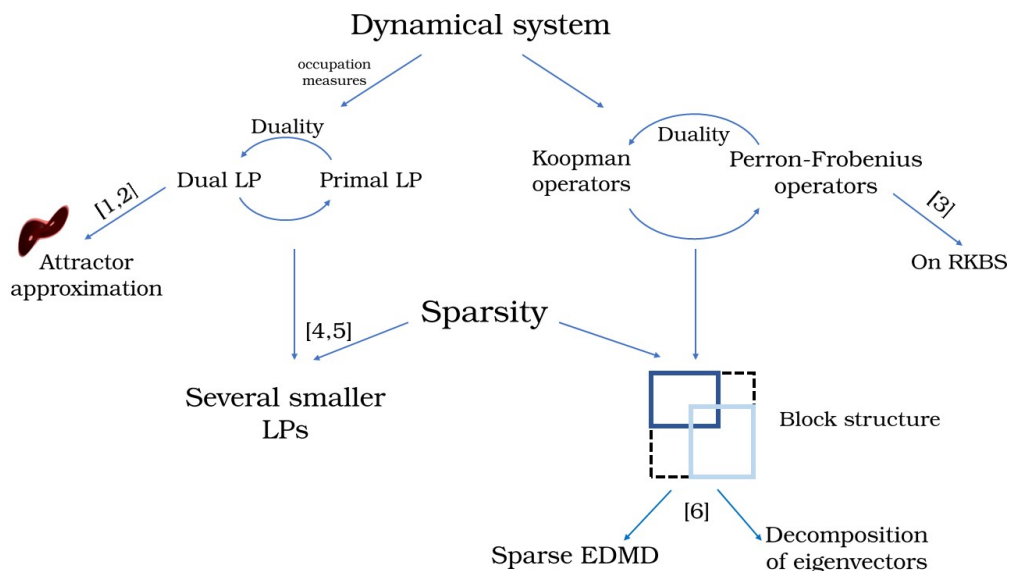 Dynamical system
occupation
measures
Duality
Dual LP
Primal LP
Duality
Koopman
operators
Perron-Frobenius
operators
[1,2]
[3]
Attractor
approximation
On RKBS
Sparsity
[4,5]
Several smaller
LPs
Block structure
[6]
Sparse EDMD
Decomposition
of eigenvectors